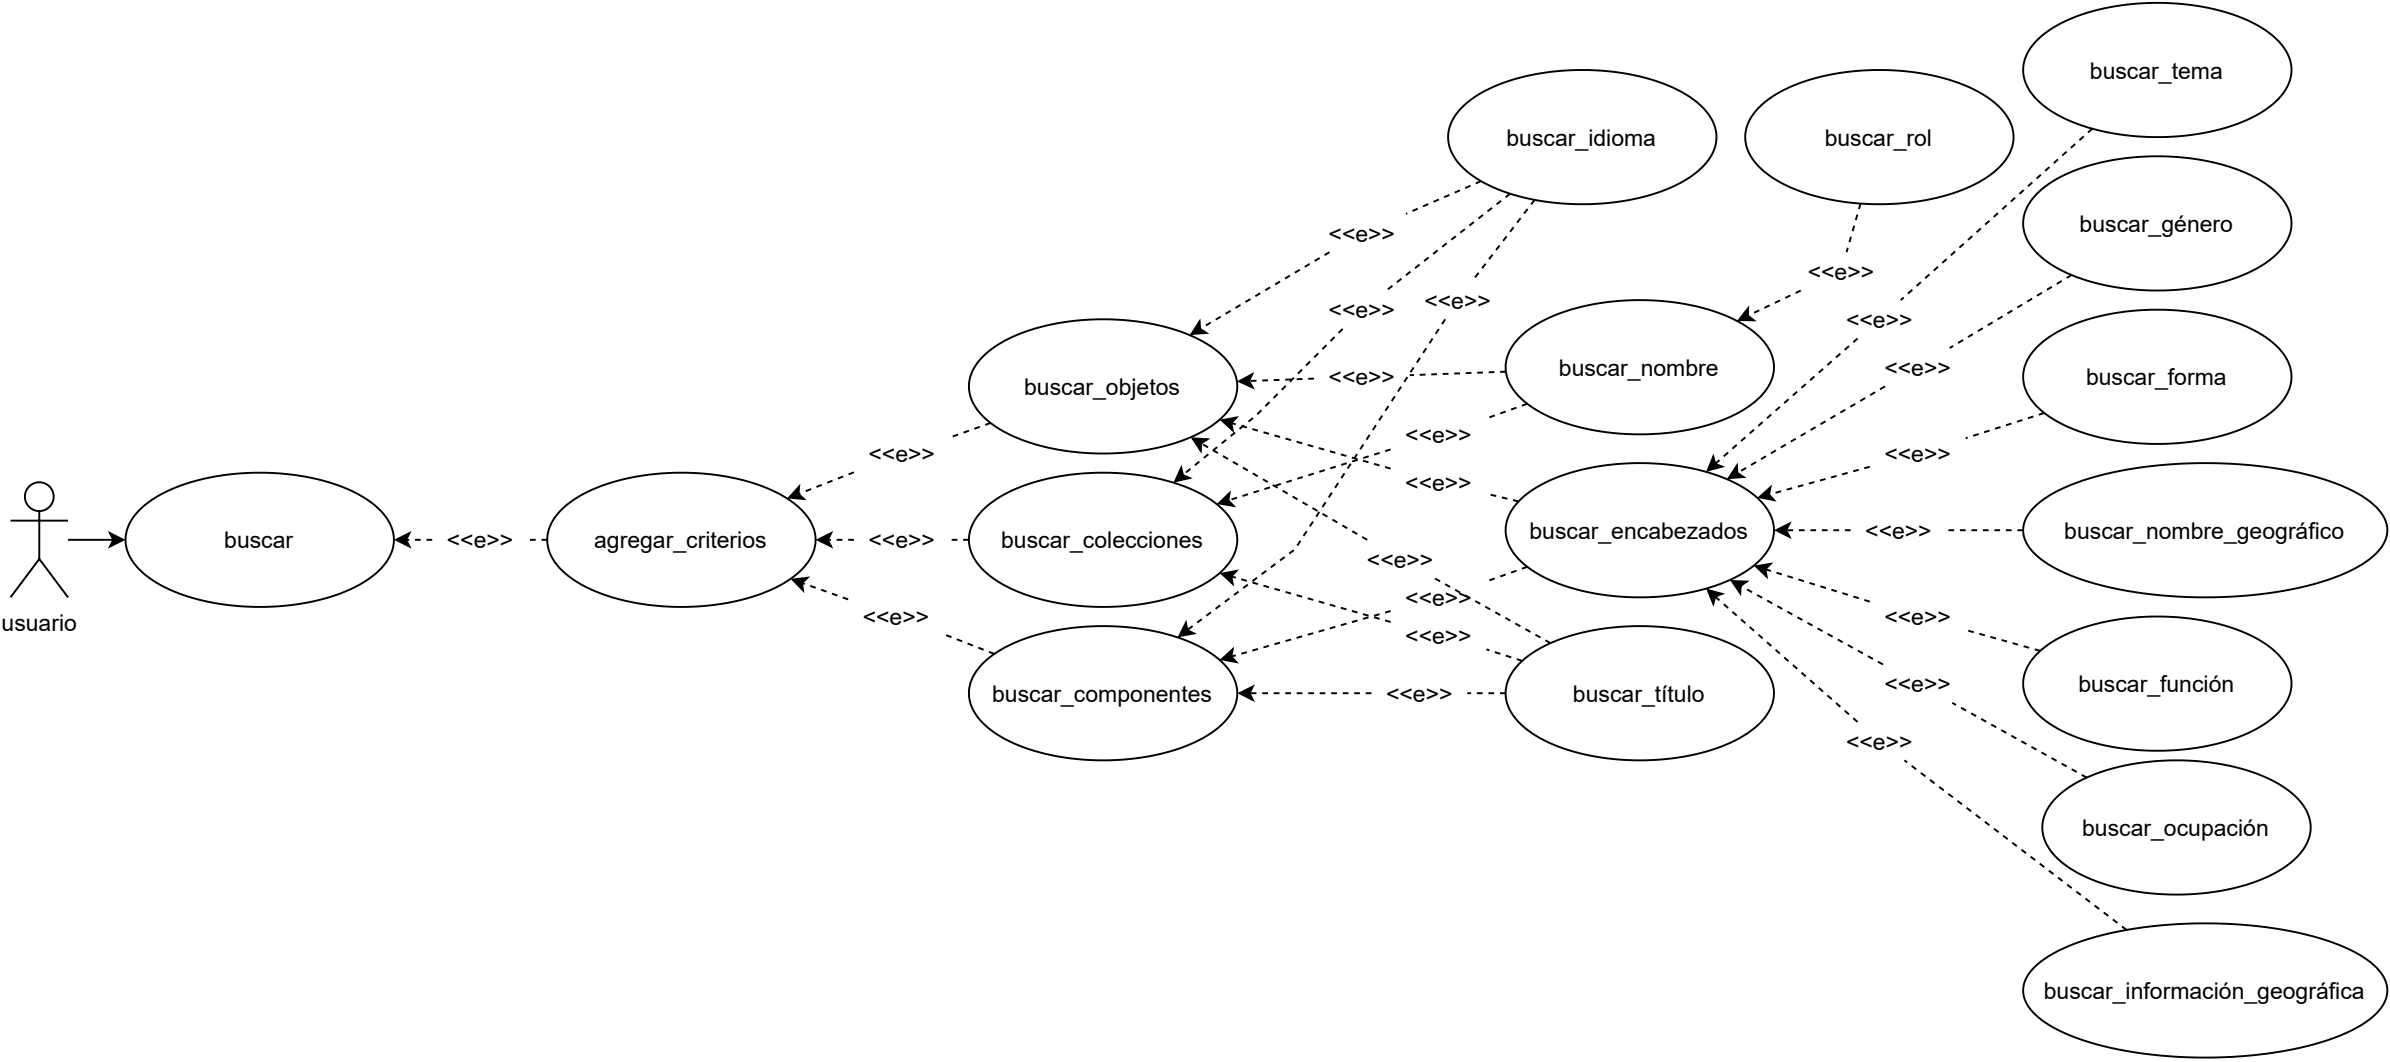 buscar_tema
buscar_idioma
buscar_rol
buscar_género
<<e>>
<<e>>
<<e>>
<<e>>
<<e>>
<<e>>
buscar_nombre
<<e>>
buscar_forma
<<e>>
buscar_objetos
<<e>>
<<e>>
<<e>>
<<e>>
buscar_encabezados
<<e>>
buscar_nombre_geográfico
buscar
<<e>>
agregar_criterios
<<e>>
buscar_colecciones
<<e>>
<<e>>
<<e>>
<<e>>
usuario
<<e>>
buscar_función
<<e>>
buscar_componentes
<<e>>
buscar_título
<<e>>
buscar_ocupación
buscar_información_geográfica